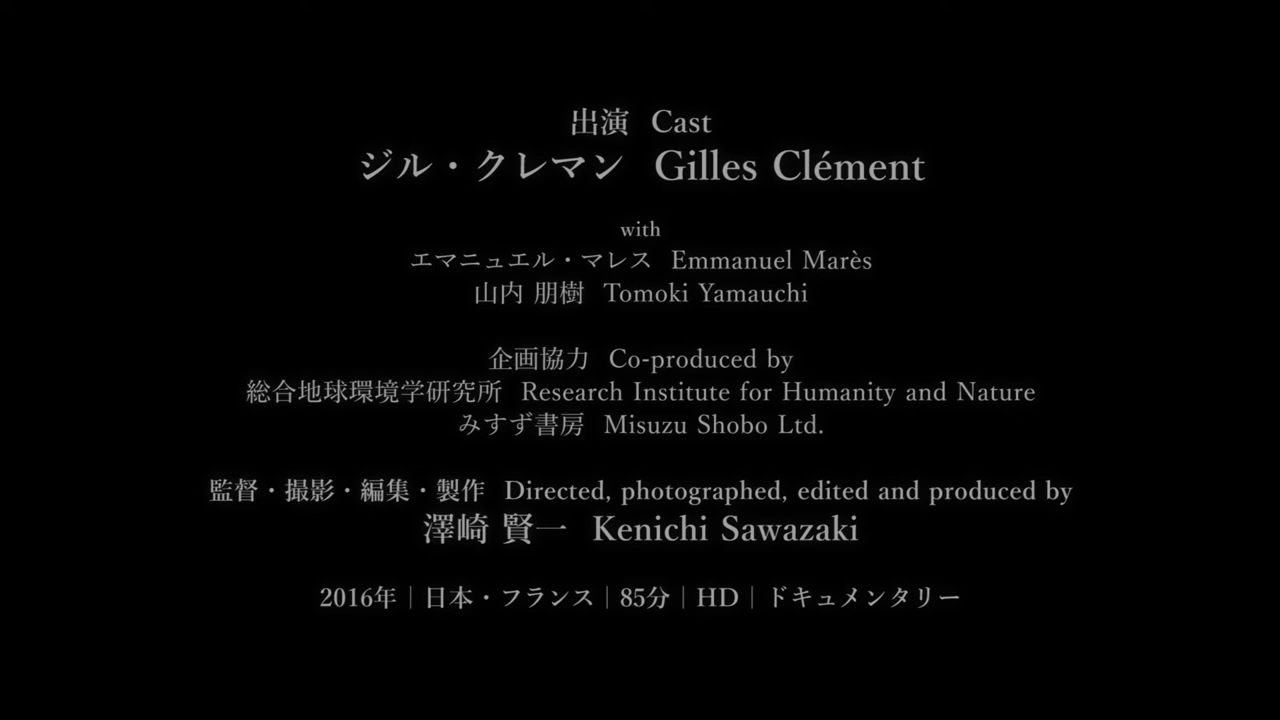 出演 Cast
ジル・クレマン Gilles Clément
with
エマニュエル・マレス Emmanuel Marès
山内 朋樹 Tomoki Yamauchi
企画協力 Co-produced by
総合地球環境学研究所 Research Institute for Humanity and Nature
みすず書房 Misuzu Shobo Ltd.
監督・撮影・編集・製作 Directed, photographed, edited and produced by
澤崎 賢一 Kenichi Sawazaki
2016年｜日本・フランス｜85分｜HD｜ドキュメンタリー